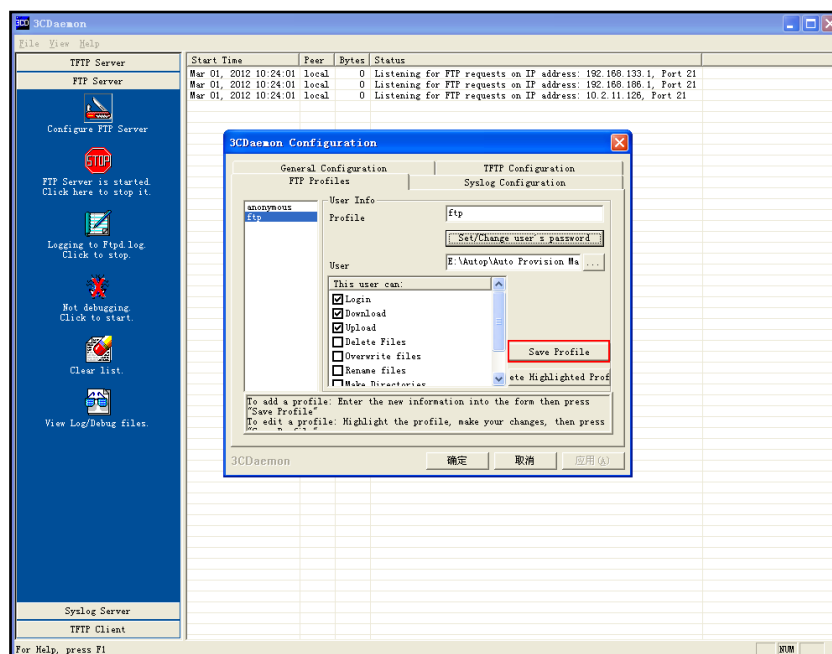 3CDaemon
File View Help
TFTP Server
FTP Server
Configure FTP Server
STOP
FTP Server is started.
Click here to stop it.
Logging to Ftpd.log.
Click to stop.
Not debugging.
Click to start.
Clear list.
View Log/Debug files.
Syslog Server
TFTP Client
Start Time Peer Bytes Status
Mar 01, 2012 10:24:01 local 0 Listening for FTP requests on IP address: 192.168.133.1, Port 21
Mar 01, 2012 10:24:01 local 0 Listening for FTP requests on IP address: 192.168.186.1, Port 21
Mar 01, 2012 10:24:01 local 0 Listening for FTP requests on IP address: 10.2.11.126, Port 21
3CDaemon Configuration
General Configuration TFTP Configuration
FTP Profiles Syslog Configuration
anonymous
ftp
User Info
Profile ftp
Set/Change user's password
User E:\Autop\Auto Provision Ma ...
This user can:
Login
Download
Upload
Delete Files
Overwrite files
Rename files
Make Directories
Save Profile
ete Highlighted Prof
To add a profile: Enter the new information into the form then press
"Save Profile"
To edit a profile: Highlight the profile, make your changes, then press
3CDaemon
确定 取消 应用(A)
For Help, press F1
NUM